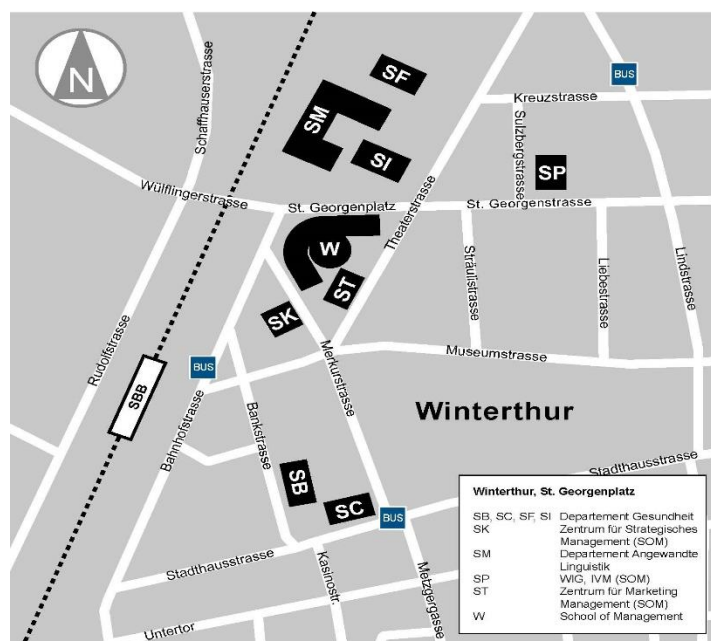 N
Schaffhauserstrasse
SF
BUS
SM
Kreuzstrasse
Sulzbergstrasse
SI
SP
Wülflingerstrasse
St. Georgenplatz
St. Georgenstrasse
Theaterstrasse
W
Sträulistrasse
Liebestrasse
Lindstrasse
ST
SK
Rudolfstrasse
Merkurstrasse
Museumstrasse
BUS
SBB
Bahnhofstrasse
Bankstrasse
Winterthur
SB
SC
BUS
Stadthausstrasse
Stadthausstrasse
Kasinostr.
Metzgergasse
Untertor
Winterthur, St. Georgenplatz
SB, SC, SF, SI Departement Gesundheit
SK Zentrum für Strategisches
Management (SOM)
SM Departement Angewandte
Linguistik
SP WIG, IVM (SOM)
ST Zentrum für Marketing
Management (SOM)
W School of Management